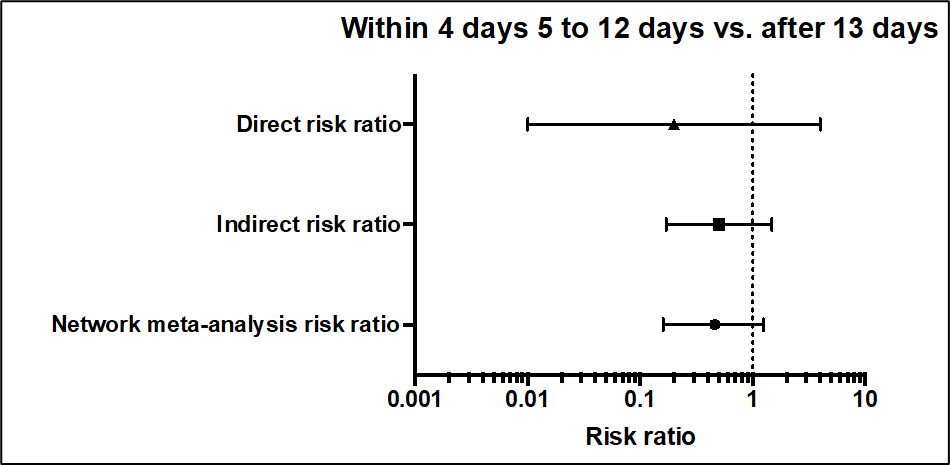 Within 4 days 5 to 12 days vs. after 13 days
Direct risk ratio
Indirect risk ratio
Network meta-analysis risk ratio
0.001 0.01 0.1 1 10
Risk ratio